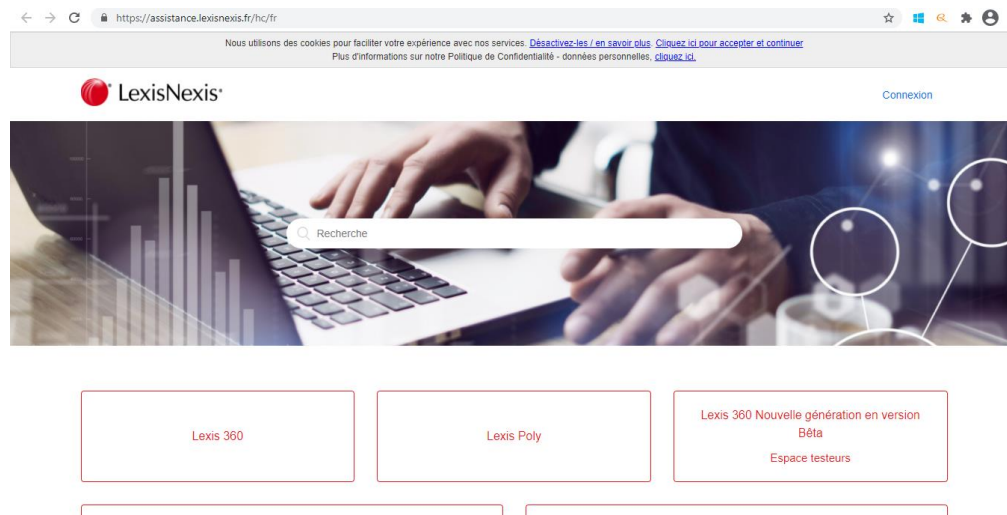 https://assistance.lexisnexis.fr/hc/fr
Nous utilisons des cookies pour faciliter votre expérience avec nos services. Désactivez-les / en savoir plus. Cliquez ici pour accepter et continuer
Plus d'informations sur notre Politique de Confidentialité - données personnelles, cliquez ici.
LexisNexis
Connexion
Recherche
Lexis 360
Lexis Poly
Lexis 360 Nouvelle génération en version
Bêta
Espace testeurs